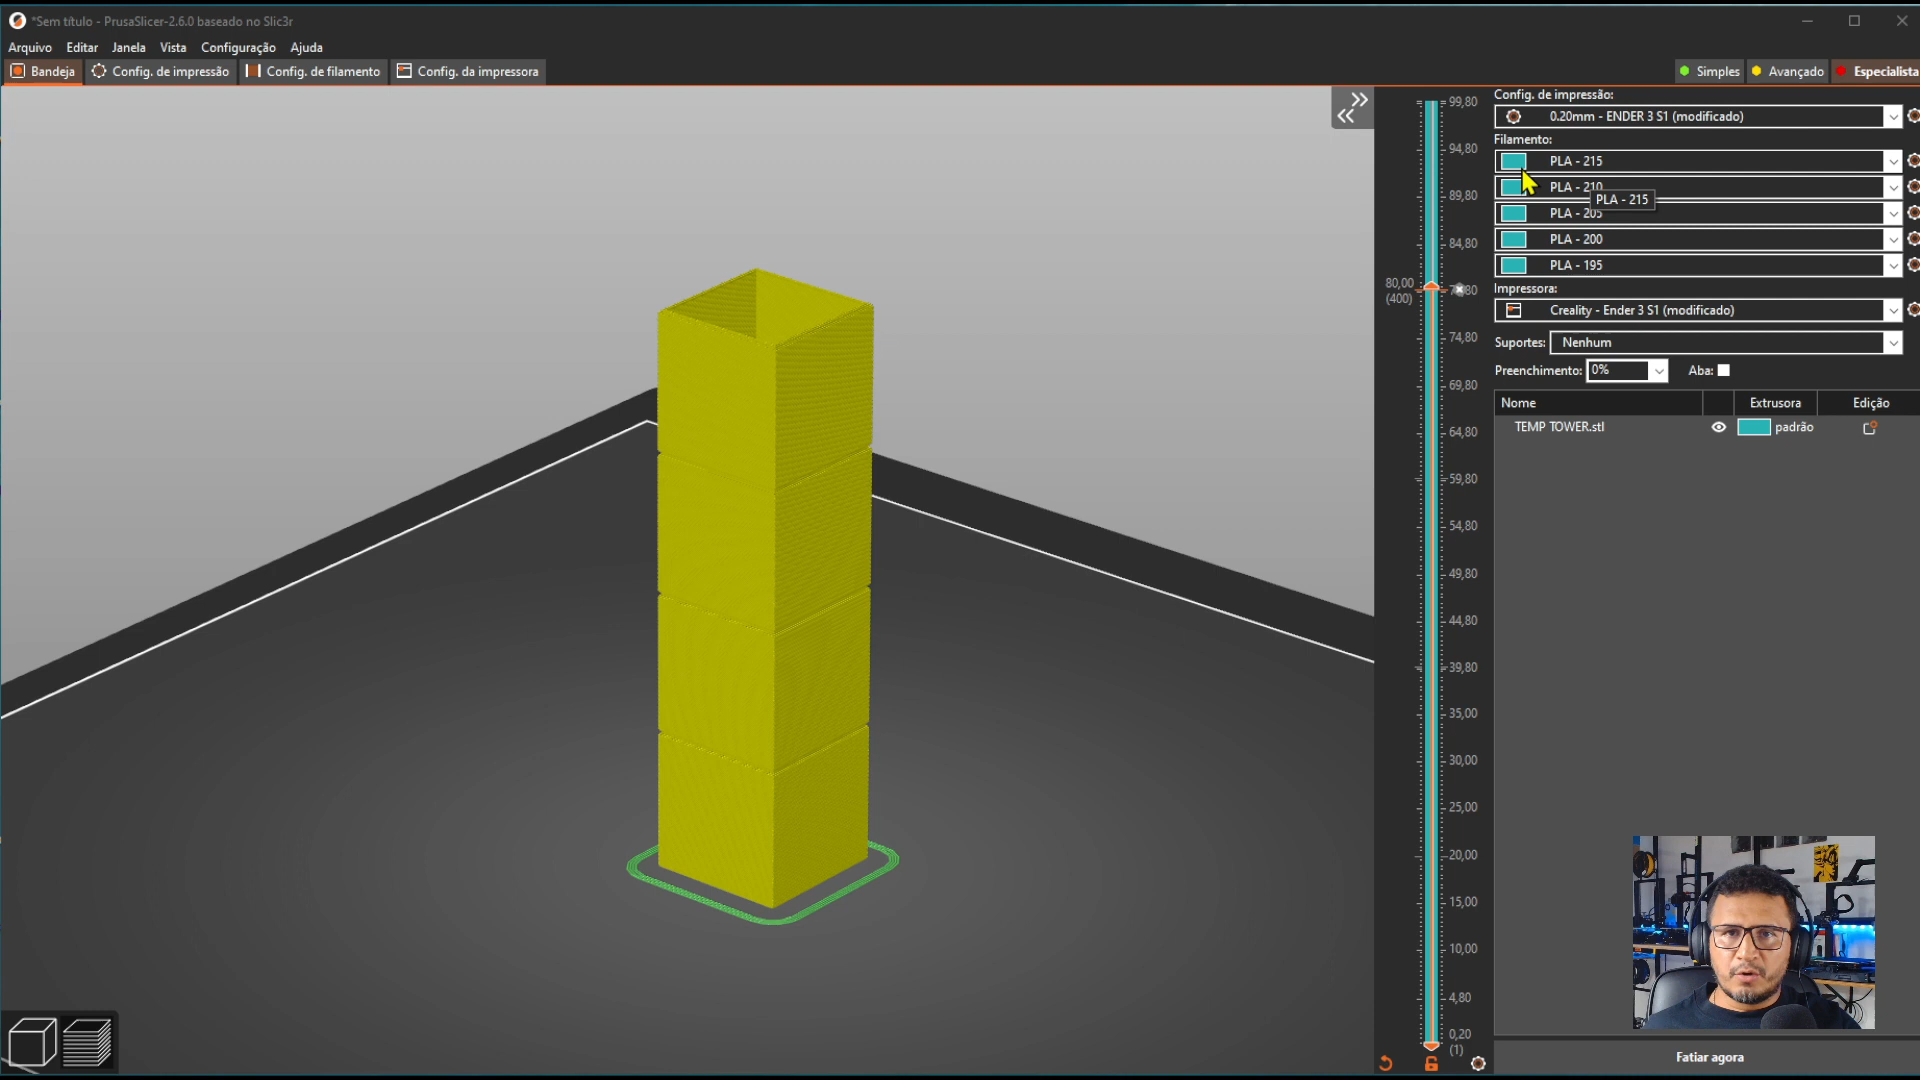 *Sem título - PrusaSlicer-2.6.0 baseado no Slic3r
Arquivo Editar Janela Vista Configuração Ajuda
Bandeja Config. de impressão Config. de filamento Config. da impressora
Simples Avançado Especialista
Config. de impressão:
0.20mm - ENDER 3 S1 (modificado)
Filamento:
PLA - 215
PLA - 210
PLA - 215
PLA - 205
PLA - 200
PLA - 195
Impressora:
Creality - Ender 3 S1 (modificado)
Suportes: Nenhum
Preenchimento: 0% Aba:
Nome Extrusora Edição
TEMP TOWER.stl padrão
Fatiar agora
99,80
94,80
89,80
84,80
80,00
(400)
74,80
69,80
64,80
59,80
54,80
49,80
44,80
39,80
35,00
30,00
25,00
20,00
15,00
10,00
4,80
0,20
(1)